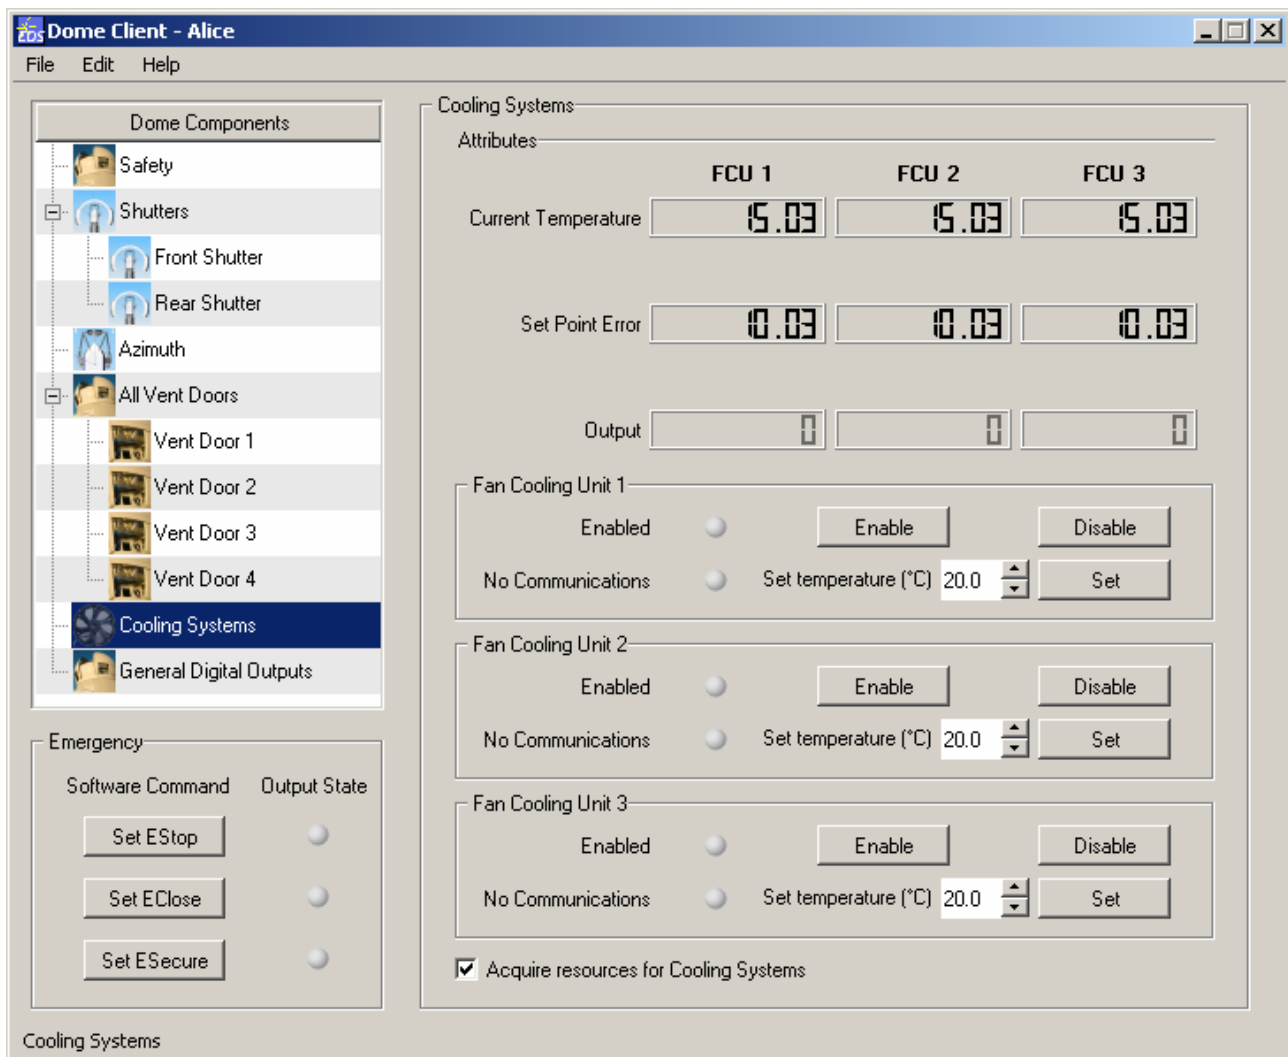 EDS Dome Client - Alice
File Edit Help
Dome Components
Safety
Shutters
Front Shutter
Rear Shutter
Azimuth
All Vent Doors
Vent Door 1
Vent Door 2
Vent Door 3
Vent Door 4
Cooling Systems
General Digital Outputs
Emergency
Software Command Output State
Set EStop
Set EClose
Set ESecure
Cooling Systems
Attributes
FCU 1 FCU 2 FCU 3
Current Temperature 15.03 15.03 15.03
Set Point Error 10.03 10.03 10.03
Output 0 0 0
Fan Cooling Unit 1
Enabled Enable Disable
No Communications Set temperature (°C) 20.0 Set
Fan Cooling Unit 2
Enabled Enable Disable
No Communications Set temperature (°C) 20.0 Set
Fan Cooling Unit 3
Enabled Enable Disable
No Communications Set temperature (°C) 20.0 Set
Acquire resources for Cooling Systems
Cooling Systems